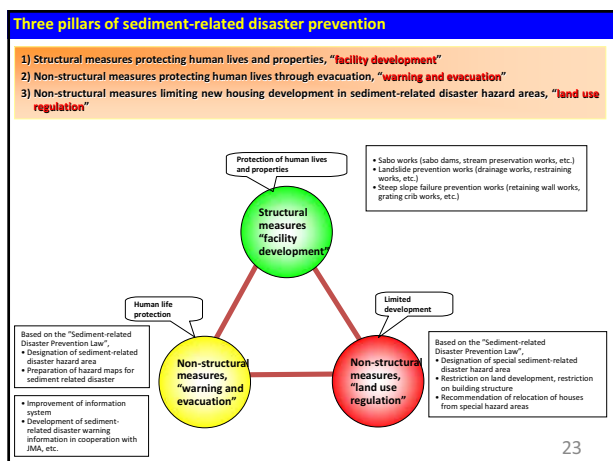 Three pillars of sediment-related disaster prevention
1) Structural measures protecting human lives and properties, “facility development”
2) Non-structural measures protecting human lives through evacuation, “warning and evacuation”
3) Non-structural measures limiting new housing development in sediment-related disaster hazard areas, “land use
regulation”
Protection of human lives
and properties
• Sabo works (sabo dams, stream preservation works, etc.)
• Landslide prevention works (drainage works, restraining
works, etc.)
• Steep slope failure prevention works (retaining wall works,
grating crib works, etc.)
Structural
measures
“facility
development”
Human life
protection
Limited
development
Based on the “Sediment-related
Disaster Prevention Law”,
• Designation of sediment-related
disaster hazard area
• Preparation of hazard maps for
sediment related disaster
Non-structural
measures,
“warning and
evacuation”
Non-structural
measures,
“land use
regulation”
Based on the “Sediment-related
Disaster Prevention Law”,
• Designation of special sediment-related
disaster hazard area
• Restriction on land development, restriction
on building structure
• Recommendation of relocation of houses
from special hazard areas
• Improvement of information
system
• Development of sediment-
related disaster warning
information in cooperation with
JMA, etc.
23